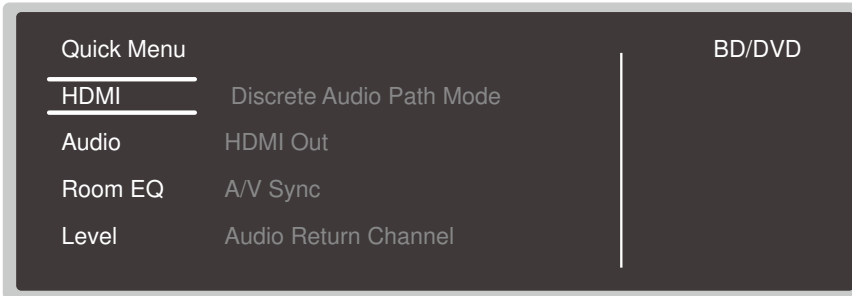 Quick Menu BD/DVD
HDMI Discrete Audio Path Mode
Audio HDMI Out
Room EQ A/V Sync
Level Audio Return Channel